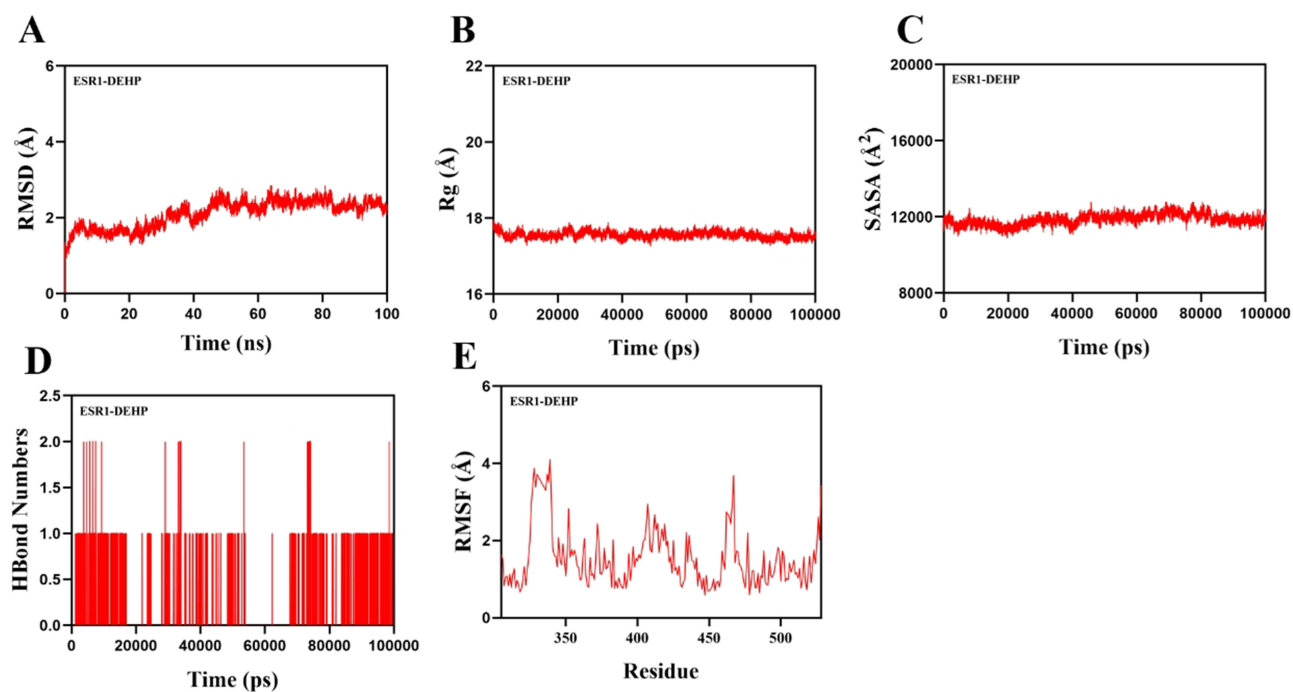 A
ESR1-DEHP
RMSD (Å)
6
4
2
0
0 20 40 60 80 100
Time (ns)
B
ESR1-DEHP
Rg (Å)
22
20
18
16
0 20000 40000 60000 80000 100000
Time (ps)
C
ESR1-DEHP
SASA (Å²)
20000
16000
12000
8000
0 20000 40000 60000 80000 100000
Time (ps)
D
ESR1-DEHP
HBond Numbers
2.5
2.0
1.5
1.0
0.5
0.0
0 20000 40000 60000 80000 100000
Time (ps)
E
ESR1-DEHP
RMSF (Å)
6
4
2
0
350 400 450 500
Residue